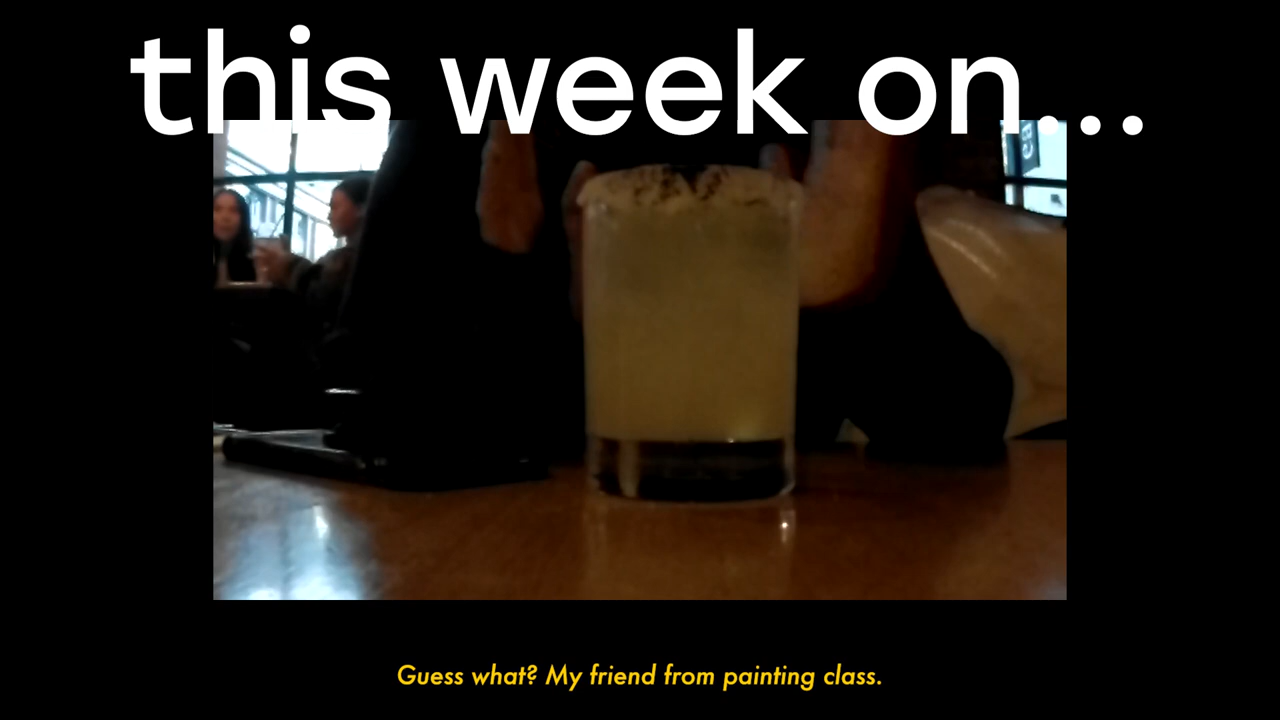 this week on...
Guess what? My friend from painting class.